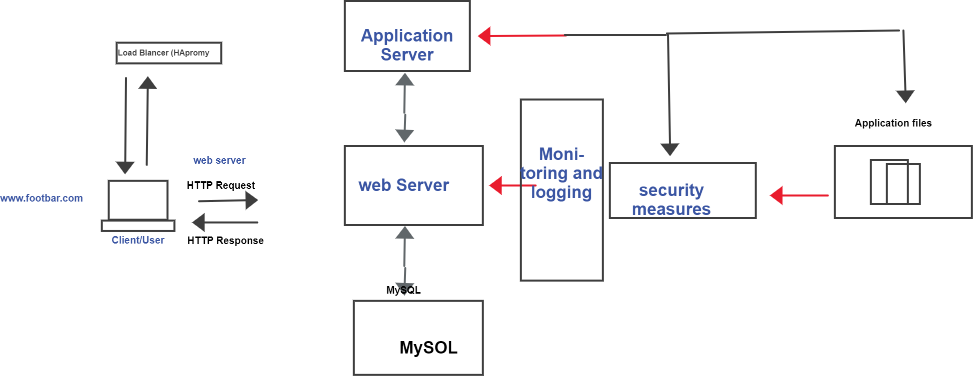 Load Blancer (HApromy
Application
Server
Application files
Moni-
toring and
logging
web server
HTTP Request
web Server
security
measures
www.footbar.com
Client/User
HTTP Response
MySQL
MySOL